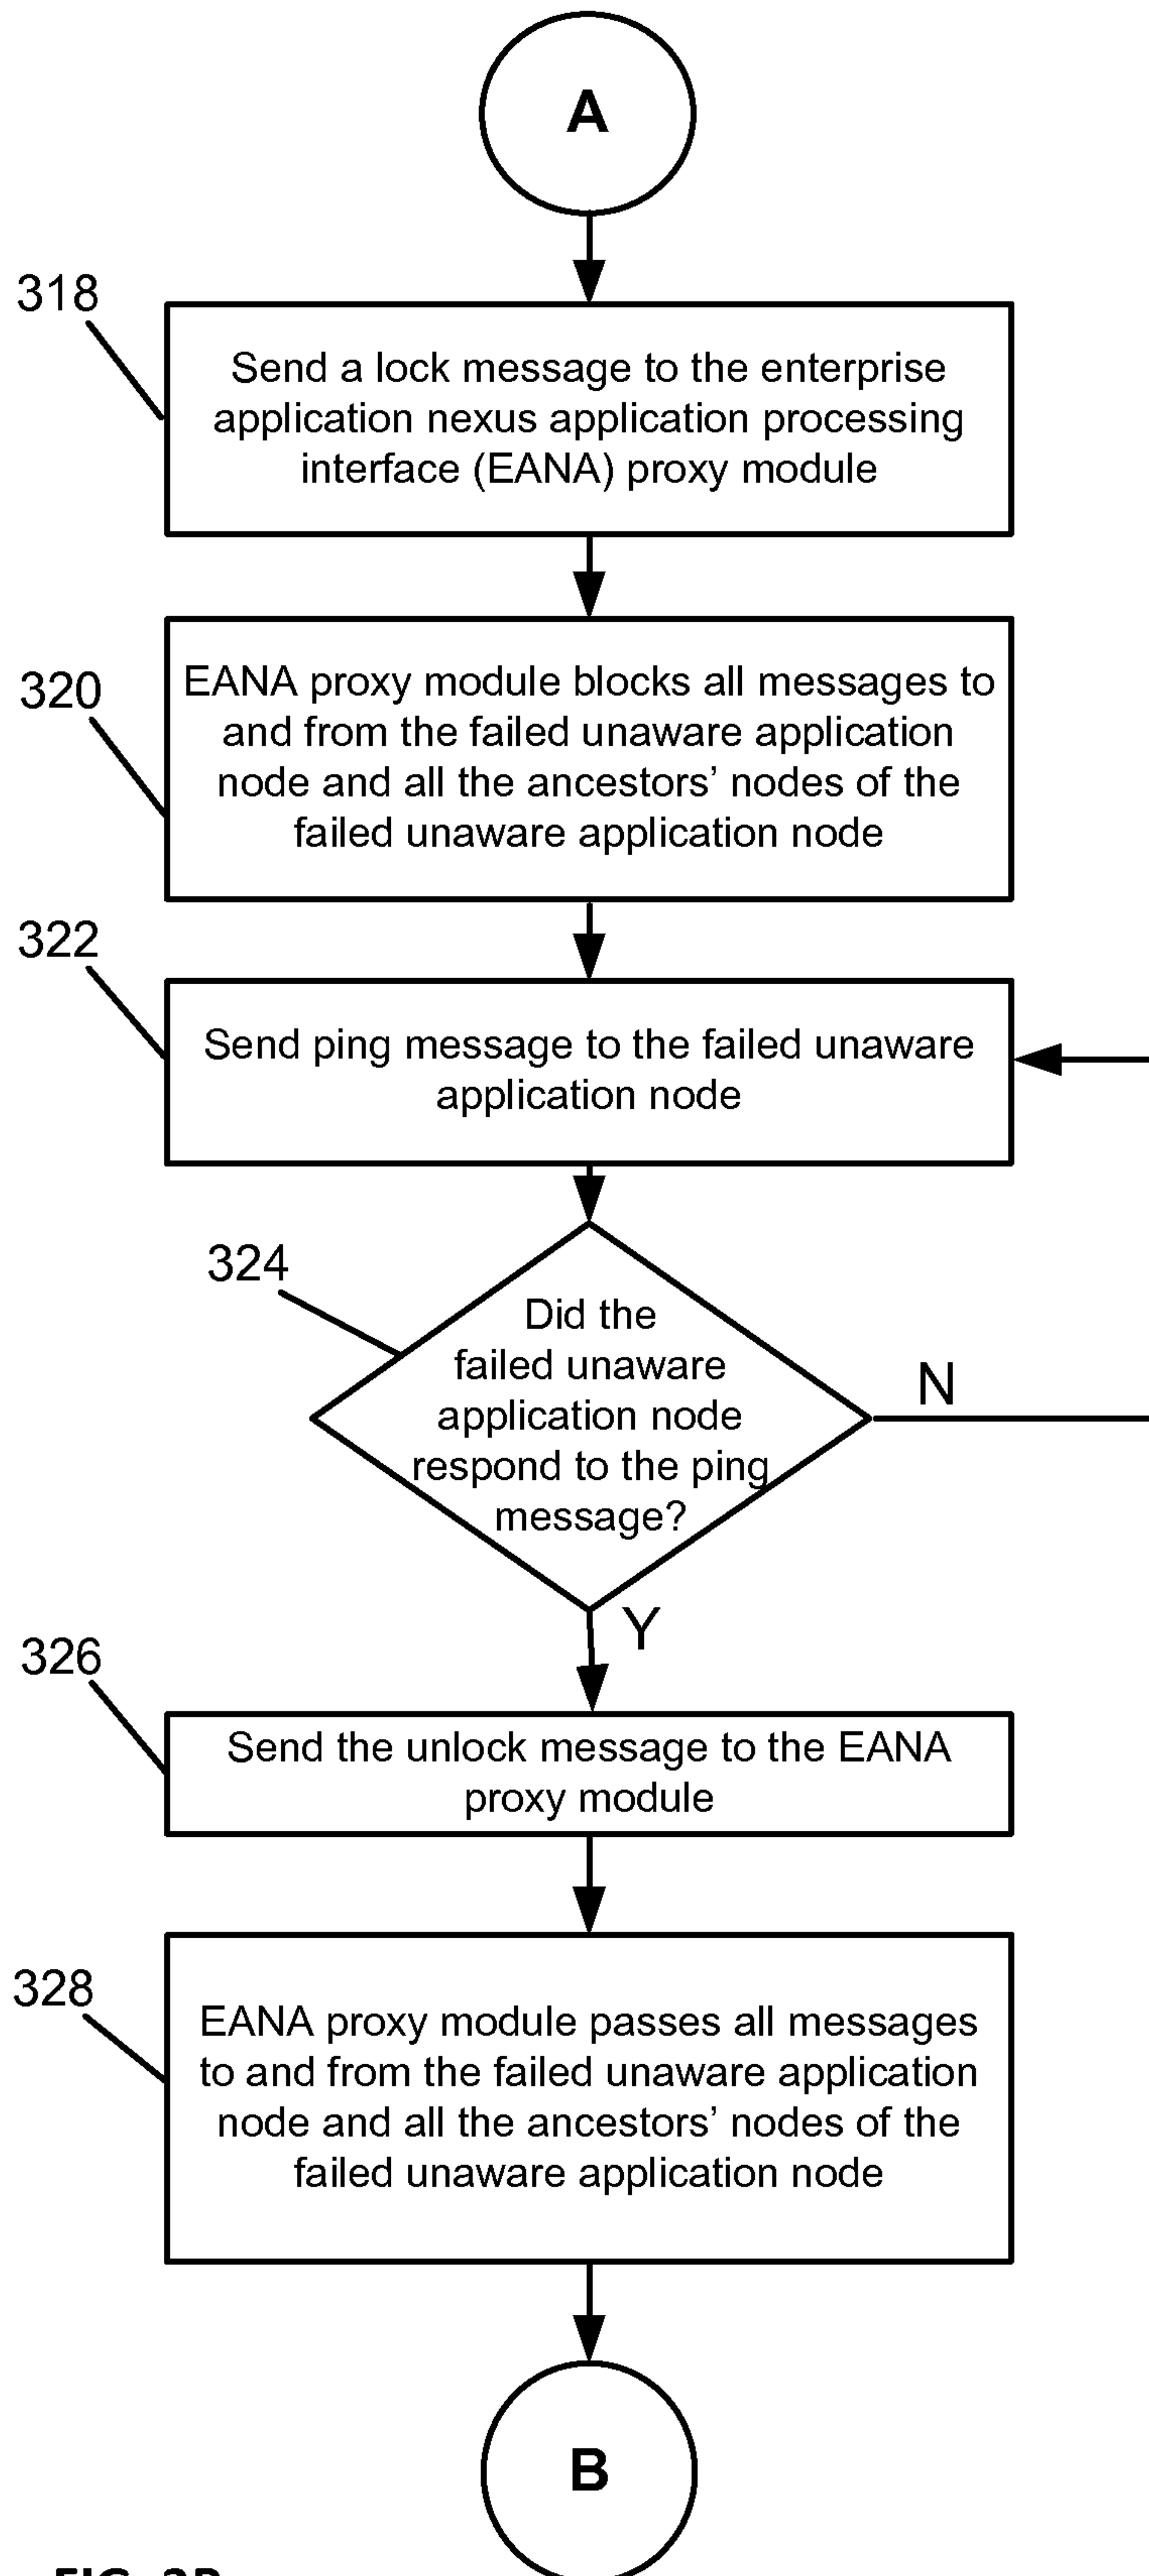 A
318
Send a lock message to the enterprise
application nexus application processing
interface (EANA) proxy module
320
EANA proxy module blocks all messages to
and from the failed unaware application
node and all the ancestors’ nodes of the
failed unaware application node
322
Send ping message to the failed unaware
application node
324
Did the
failed unaware
application node
respond to the ping
message?
N
Y
326
Send the unlock message to the EANA
proxy module
328
EANA proxy module passes all messages
to and from the failed unaware application
node and all the ancestors’ nodes of the
failed unaware application node
B